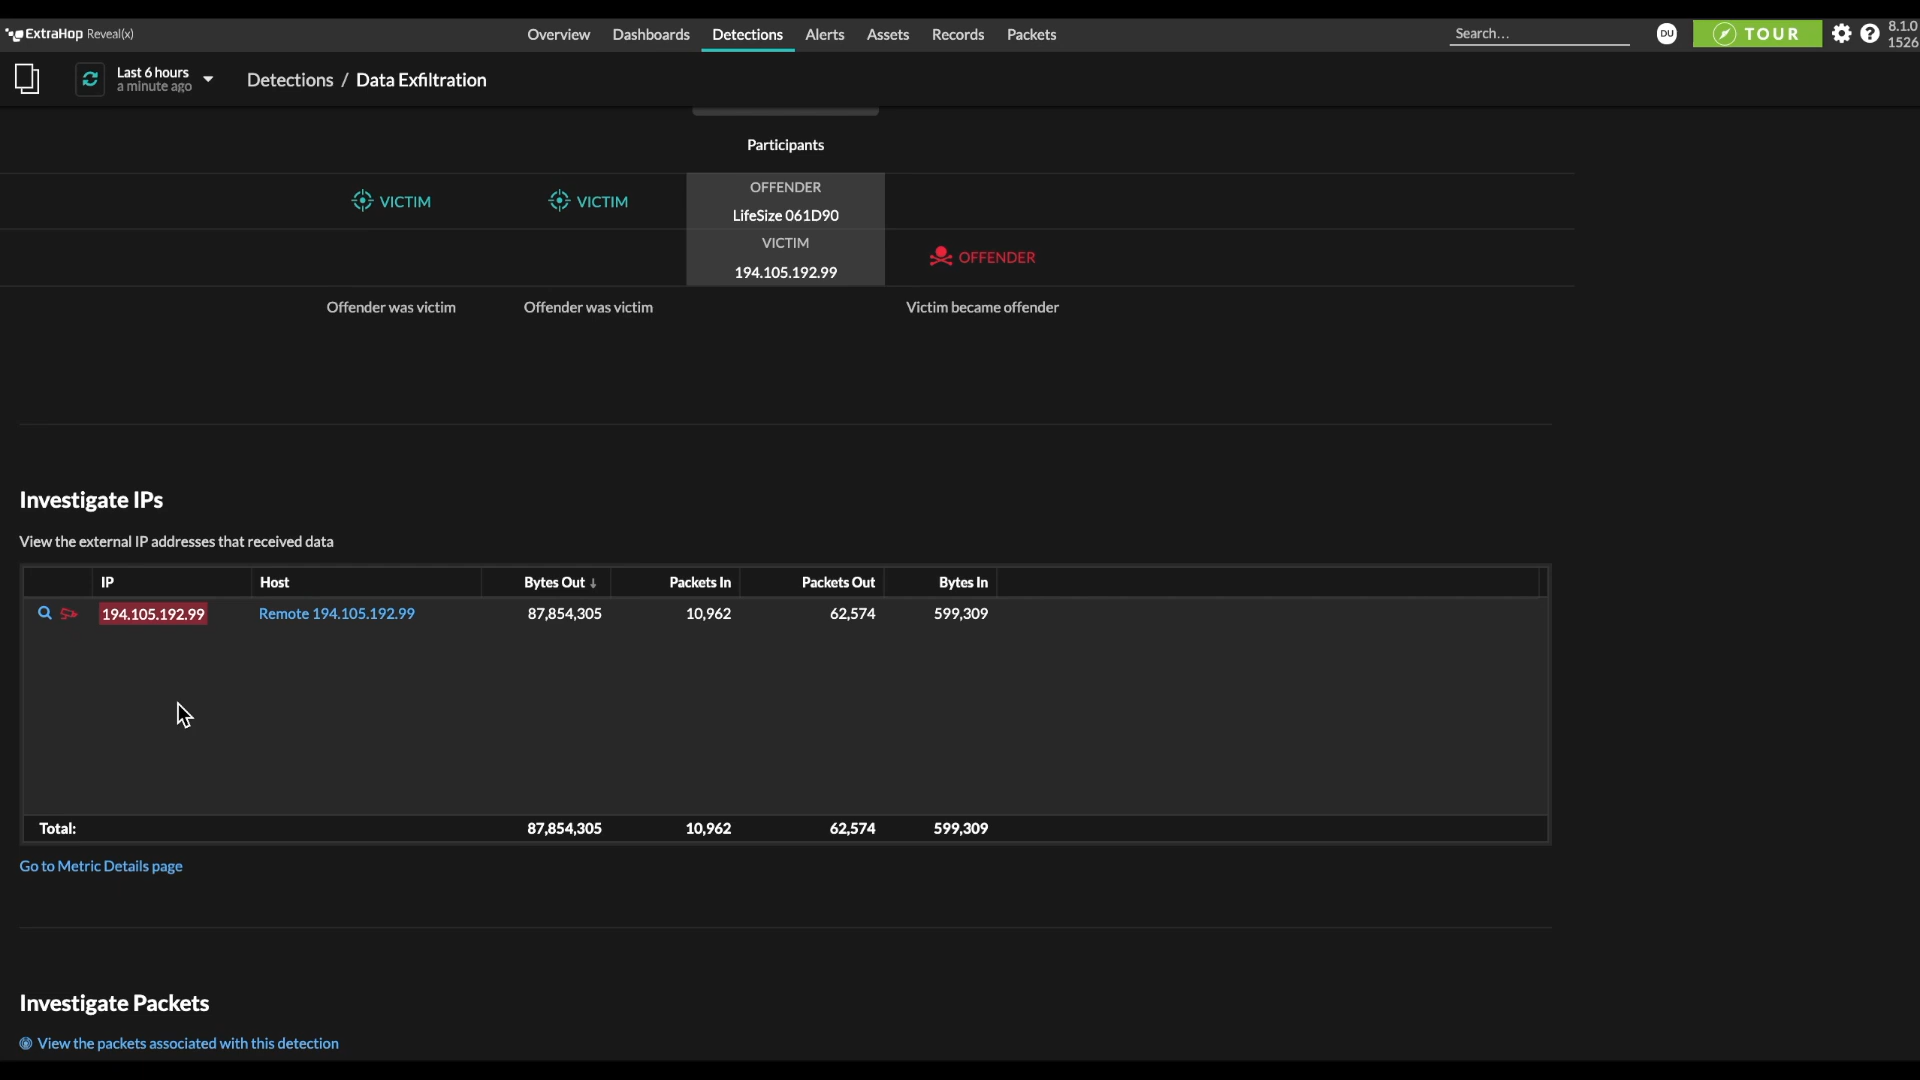 ExtraHop Reveal(x)
Overview Dashboards Detections Alerts Assets Records Packets
Search...
DU
TOUR
8.1.0
1526
Last 6 hours
a minute ago
Detections / Data Exfiltration
Participants
VICTIM VICTIM
OFFENDER
LifeSize 061D90
VICTIM
194.105.192.99
OFFENDER
Offender was victim Offender was victim Victim became offender
Investigate IPs
View the external IP addresses that received data
IP Host Bytes Out ↓ Packets In Packets Out Bytes In
194.105.192.99 Remote 194.105.192.99 87,854,305 10,962 62,574 599,309
Total: 87,854,305 10,962 62,574 599,309
Go to Metric Details page
Investigate Packets
View the packets associated with this detection